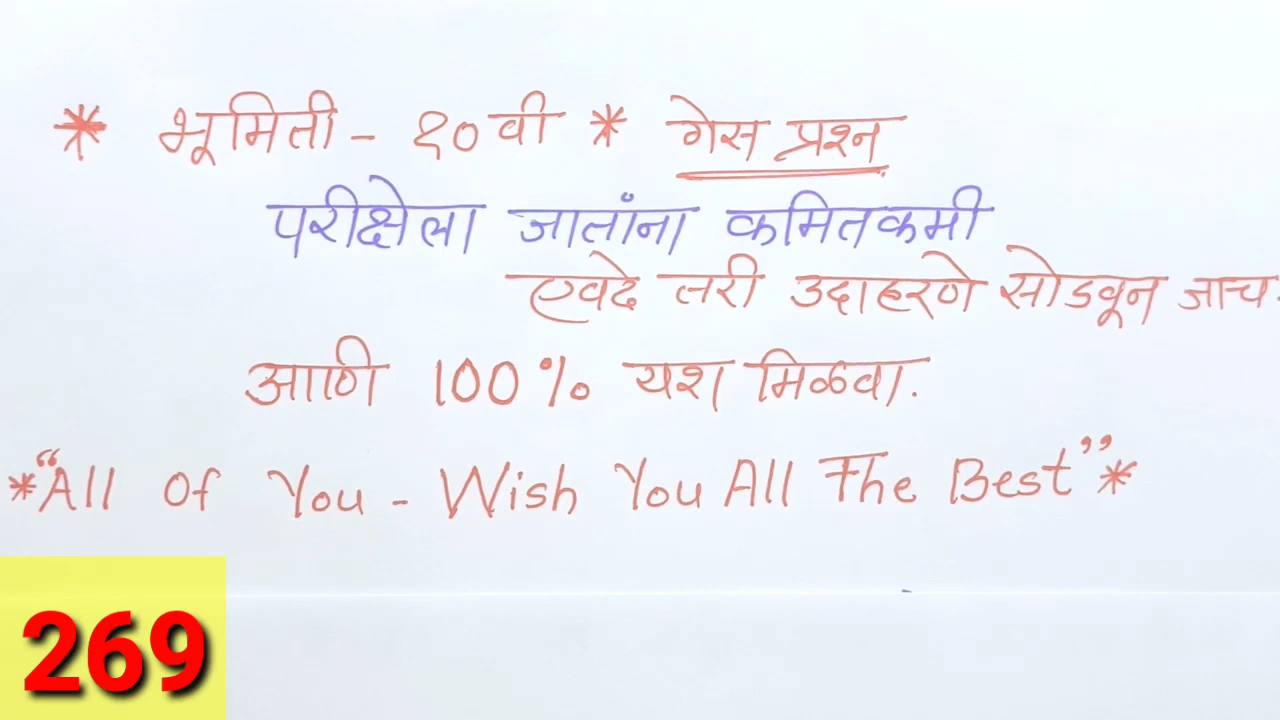 * भूमिती - १०वी * गेस प्रश्न
परीक्षेला जातांना कमितकमी
एवढे तरी उदाहरणे सोडवून जाच.
आणि 100% यश मिळवा.
*"All Of You - Wish You All The Best"*
269